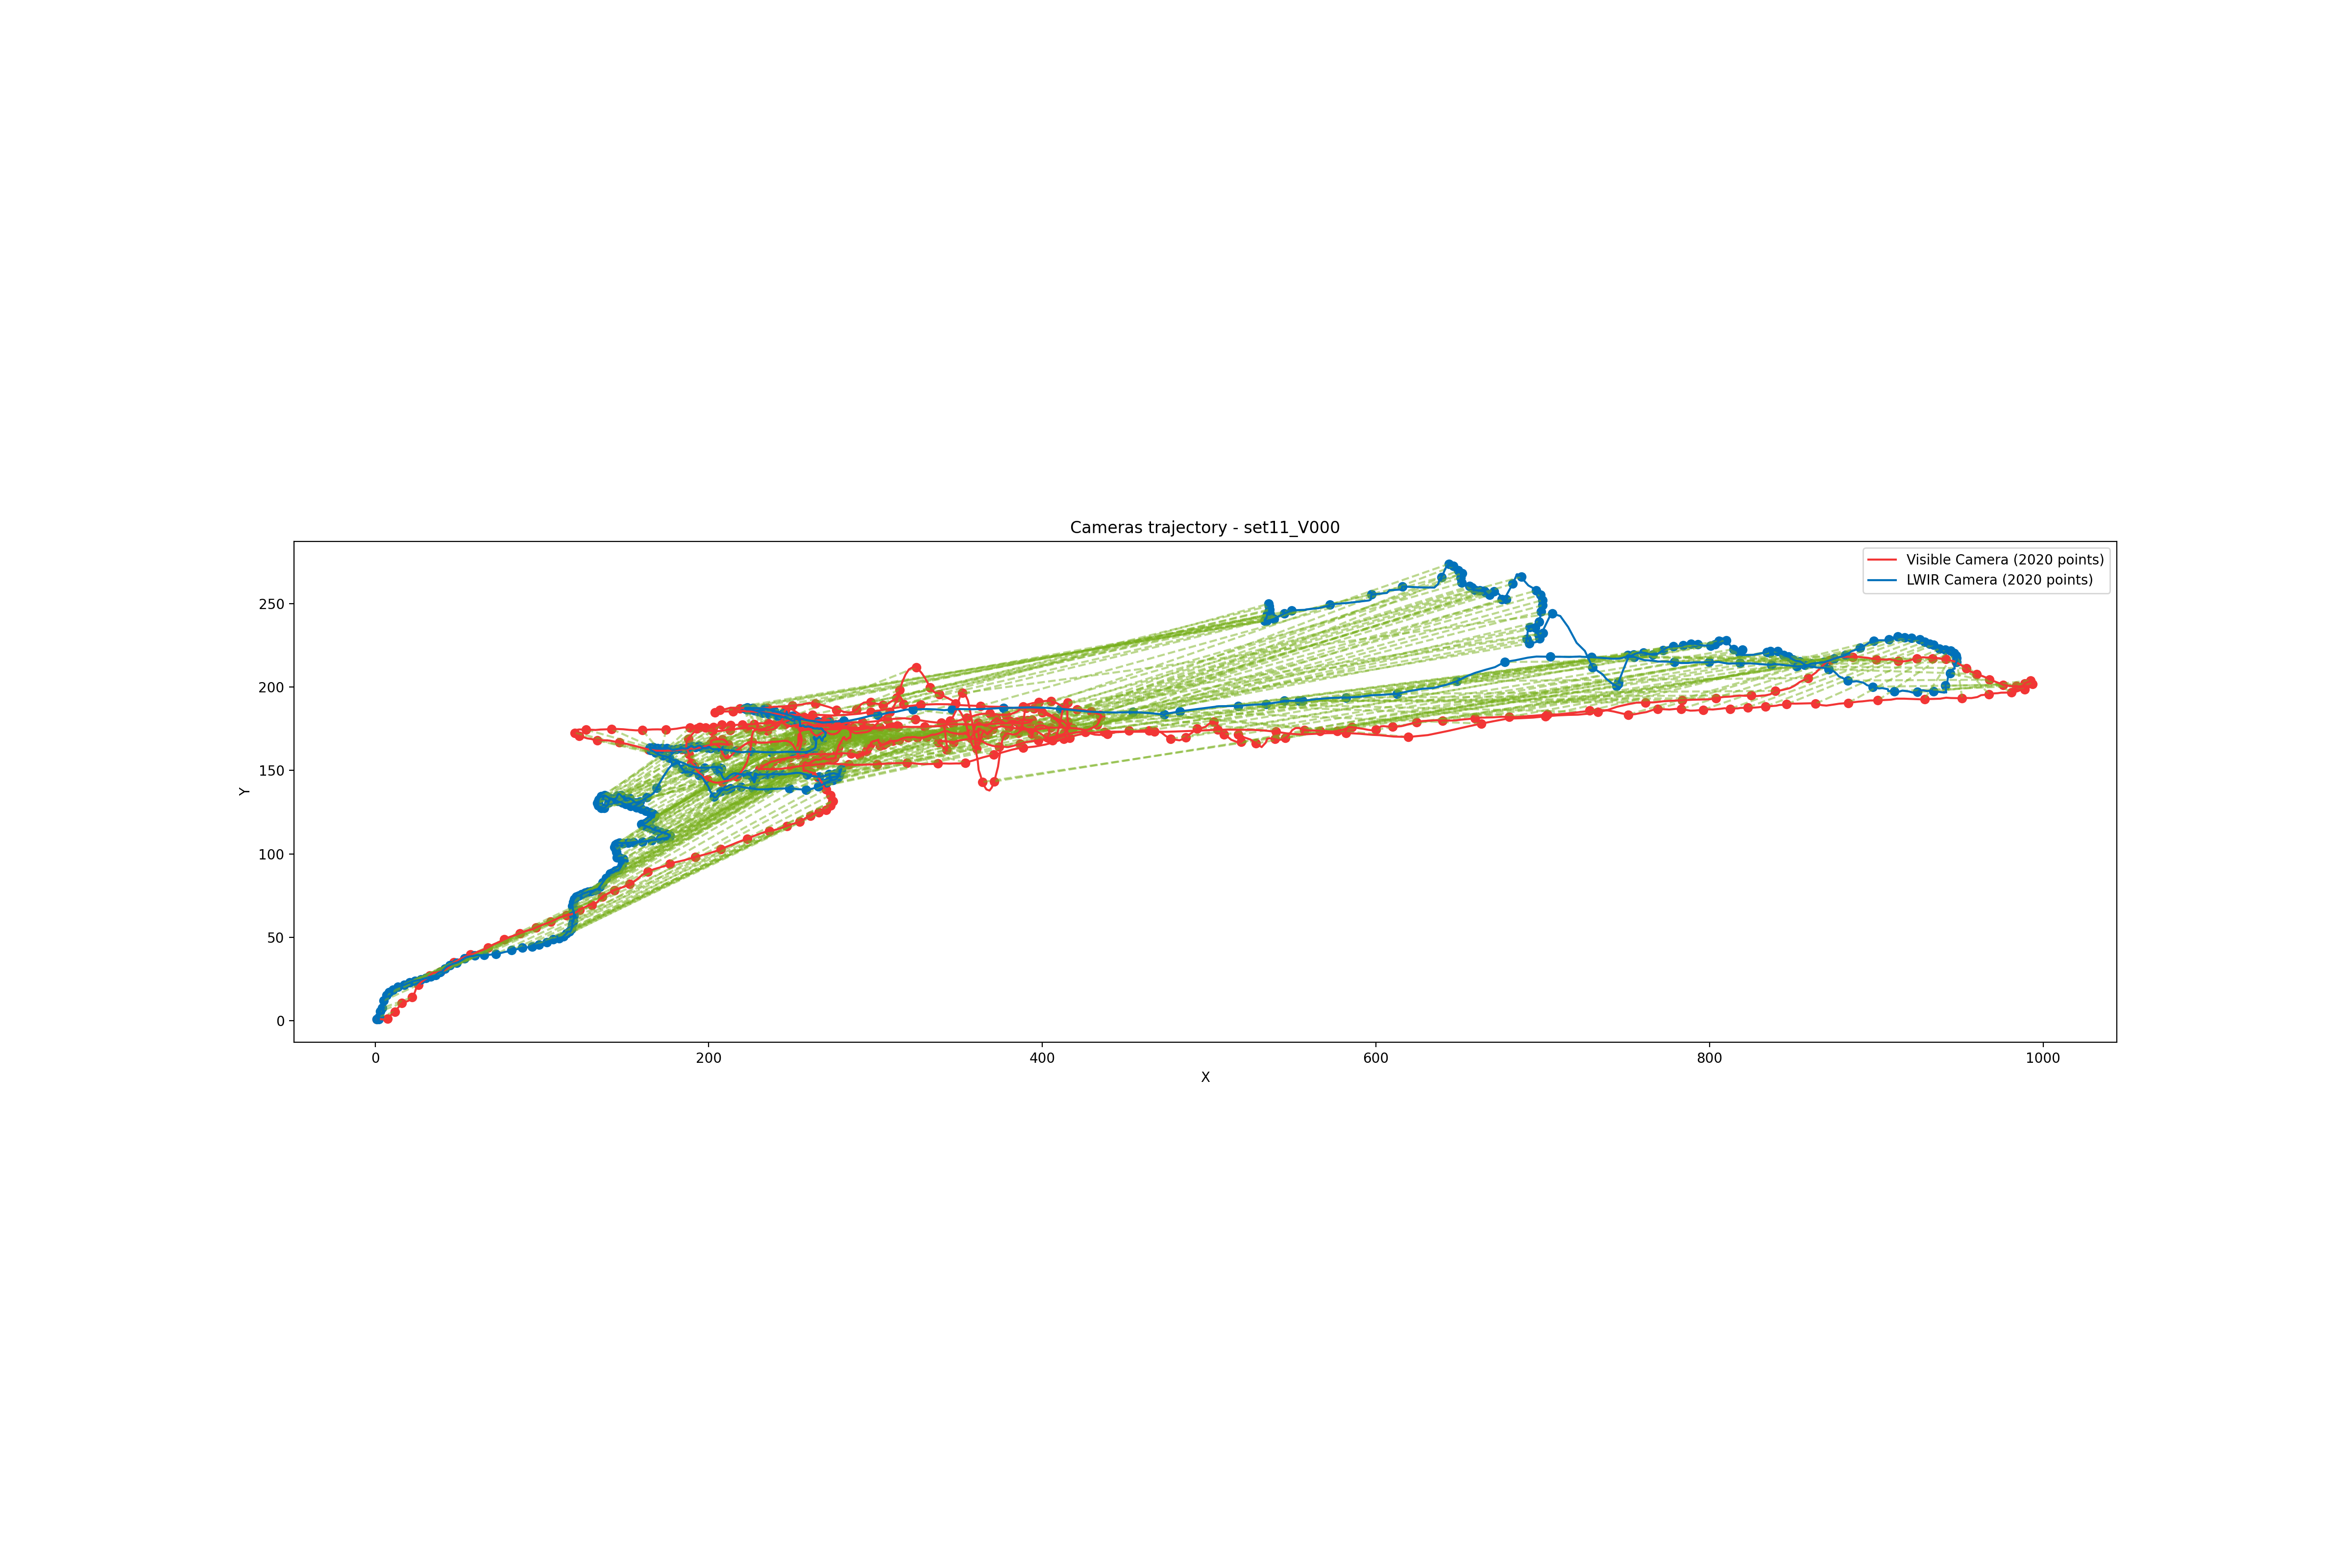 Cameras trajectory - set11_V000
Visible Camera (2020 points)
LWIR Camera (2020 points)
250
200
150
100
50
0
Y
0 200 400 600 800 1000
X